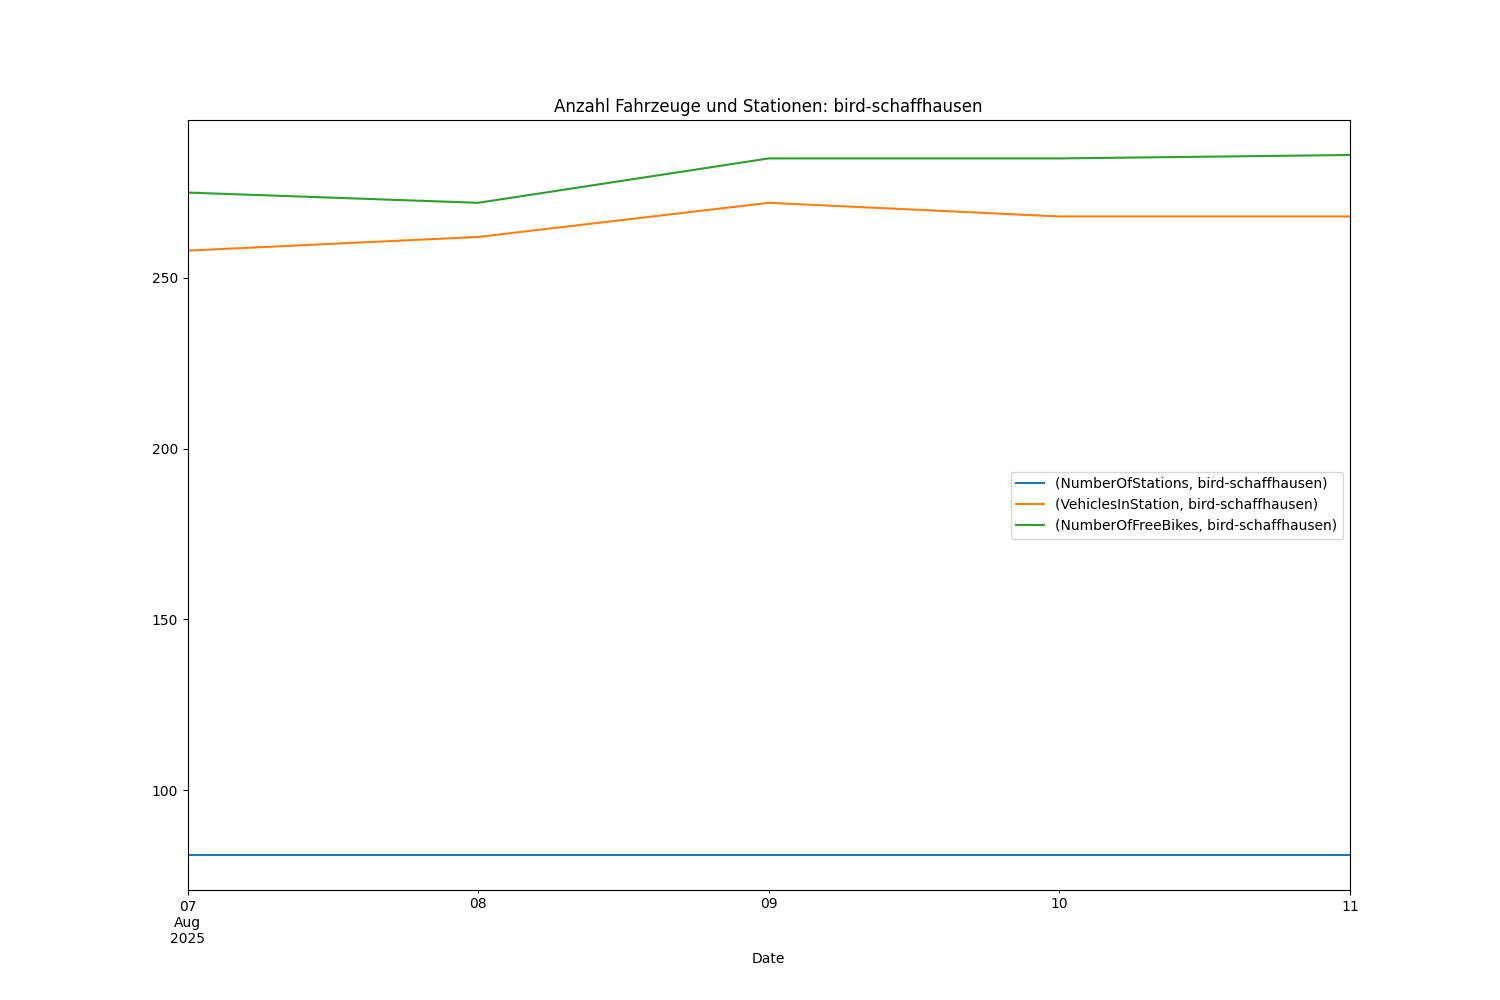 Anzahl Fahrzeuge und Stationen: bird-schaffhausen
250
200
150
100
(NumberOfStations, bird-schaffhausen)
(VehiclesInStation, bird-schaffhausen)
(NumberOfFreeBikes, bird-schaffhausen)
07 08 09 10 11
Aug
2025
Date